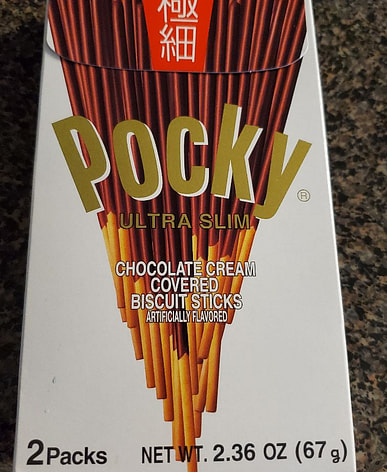 極
細
Pocky®
ULTRA SLIM
CHOCOLATE CREAM
COVERED
BISCUIT STICKS
ARTIFICIALLY FLAVORED
2 Packs NET WT. 2.36 OZ (67 g)